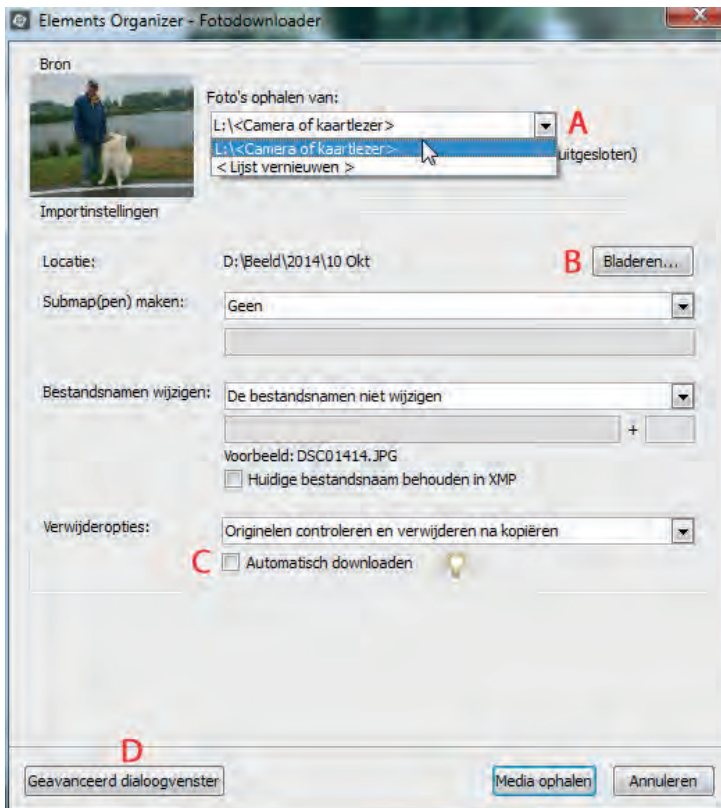 Elements Organizer - Fotodownloader
Bron
Foto's ophalen van:
L:\<Camera of kaartlezer>
A
L:\<Camera of kaartlezer>
uitgesloten)
< Lijst vernieuwen >
Importinstellingen
Locatie:
D:\Beeld\2014\10 Okt
B
Bladeren...
Submap(pen) maken:
Geen
Bestandsnamen wijzigen:
De bestandsnamen niet wijzigen
+
Voorbeeld: DSC01414.JPG
Huidige bestandsnaam behouden in XMP
Verwijderopties:
Originelen controleren en verwijderen na kopiëren
C
Automatisch downloaden
D
Geavanceerd dialoogvenster
Media ophalen
Annuleren